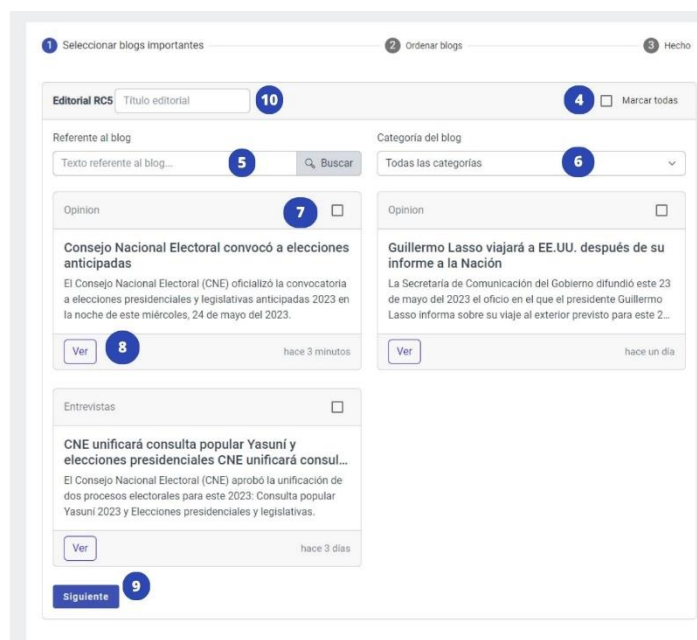 1 Seleccionar blogs importantes 2 Ordenar blogs 3 Hecho
Editorial RC5 Título editorial 10 4 Marcar todas
Referente al blog Categoría del blog
Texto referente al blog... 5 Buscar Todas las categorías 6
Opinion 7 Opinion
Consejo Nacional Electoral convocó a elecciones
anticipadas
El Consejo Nacional Electoral (CNE) oficializó la convocatoria
a elecciones presidenciales y legislativas anticipadas 2023 en
la noche de este miércoles, 24 de mayo del 2023.
Ver 8 hace 3 minutos
Guillermo Lasso viajará a EE.UU. después de su
informe a la Nación
La Secretaría de Comunicación del Gobierno difundió este 23
de mayo del 2023 el oficio en el que el presidente Guillermo
Lasso informa sobre su viaje al exterior previsto para este 2...
Ver hace un día
Entrevistas
CNE unificará consulta popular Yasuní y
elecciones presidenciales CNE unificará consul...
El Consejo Nacional Electoral (CNE) aprobó la unificación de
dos procesos electorales para este 2023: Consulta popular
Yasuní 2023 y Elecciones presidenciales y legislativas.
Ver hace 3 días
Siguiente 9